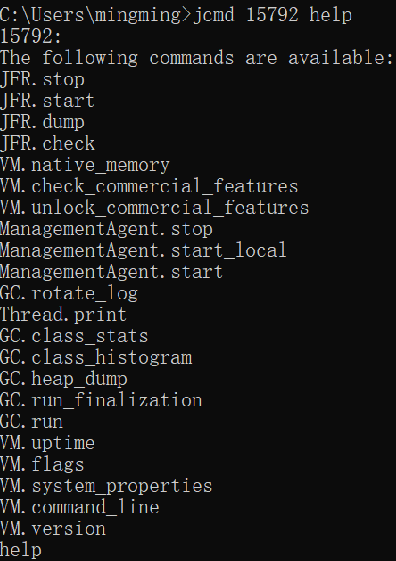 C:\Users\mingming>jcmd 15792 help
15792:
The following commands are available:
JFR.stop
JFR.start
JFR.dump
JFR.check
VM.native_memory
VM.check_commercial_features
VM.unlock_commercial_features
ManagementAgent.stop
ManagementAgent.start_local
ManagementAgent.start
GC.rotate_log
Thread.print
GC.class_stats
GC.class_histogram
GC.heap_dump
GC.run_finalization
GC.run
VM.uptime
VM.flags
VM.system_properties
VM.command_line
VM.version
help